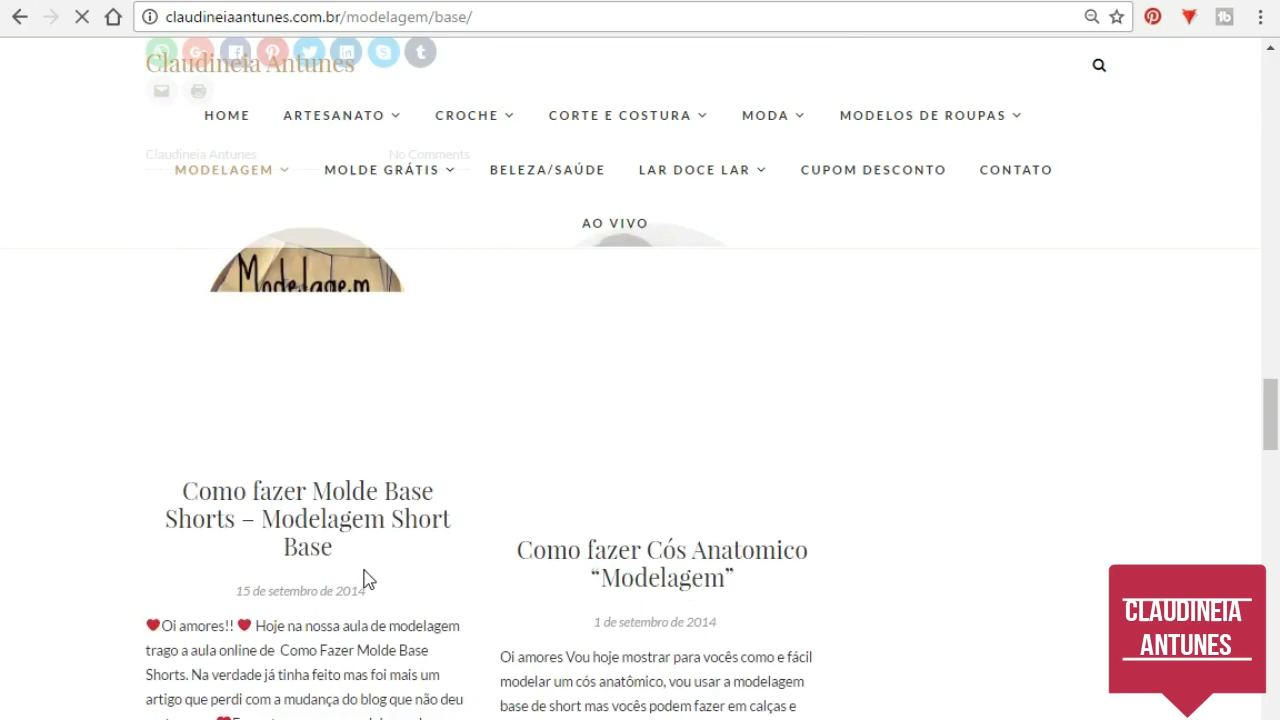 claudineiaantunes.com.br/modelagem/base/
Claudineia Antunes
HOME ARTESANATO CROCHE CORTE E COSTURA MODA MODELOS DE ROUPAS
Claudineia Antunes No Comments
MODELAGEM MOLDE GRÁTIS BELEZA/SAÚDE LAR DOCE LAR CUPOM DESCONTO CONTATO
AO VIVO
Modelagem
Como fazer Molde Base
Shorts – Modelagem Short
Base
15 de setembro de 2014
❤Oi amores!! ❤ Hoje na nossa aula de modelagem
trago a aula online de Como Fazer Molde Base
Shorts. Na verdade já tinha feito mas foi mais um
artigo que perdi com a mudança do blog que não deu
Como fazer Cós Anatomico
“Modelagem”
1 de setembro de 2014
Oi amores Vou hoje mostrar para vocês como e fácil
modelar um cós anatômico, vou usar a modelagem
base de short mas vocês podem fazer em calças e
CLAUDINEIA
ANTUNES